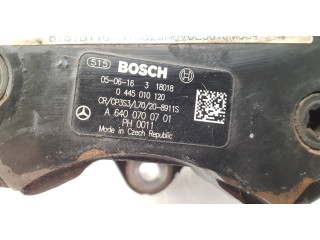 515 BOSCH
05-06-16 3 18018
0 445 010 120
CR/CP3S3/L70/20-8911S
A 640 070 07 01
PH 0011
Made in Czech Republic